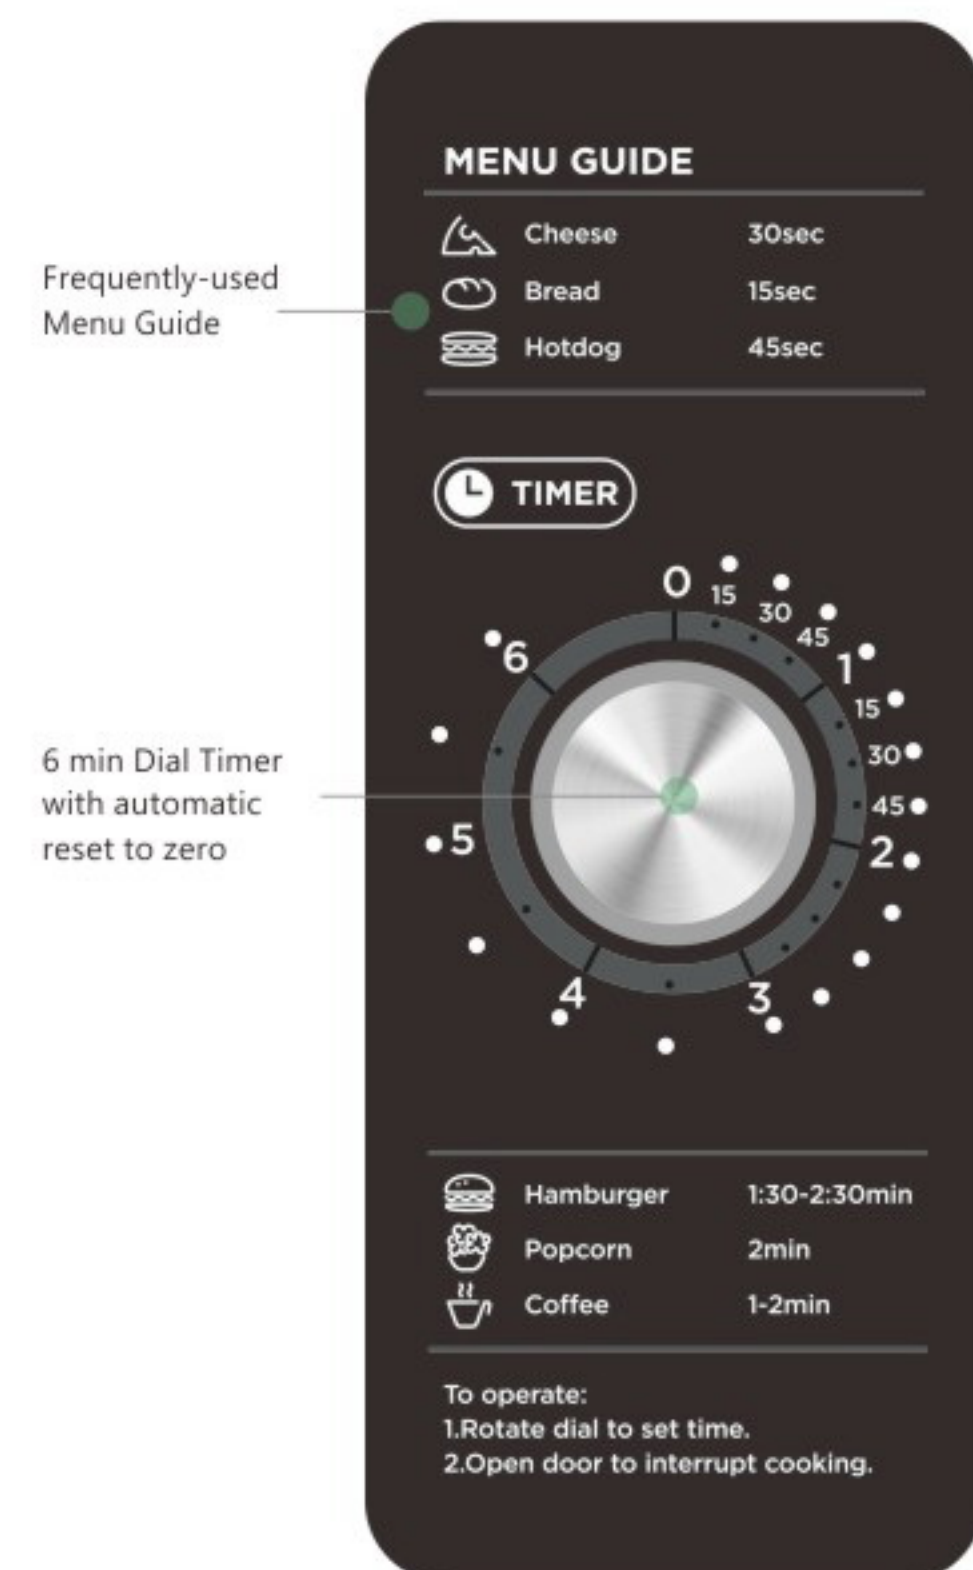 MENU GUIDE
Cheese 30sec
Bread 15sec
Hotdog 45sec
Frequently-used
Menu Guide
TIMER
0
15
30
45
1
15
30
45
2
3
4
5
6
6 min Dial Timer
with automatic
reset to zero
Hamburger 1:30-2:30min
Popcorn 2min
Coffee 1-2min
To operate:
1.Rotate dial to set time.
2.Open door to interrupt cooking.